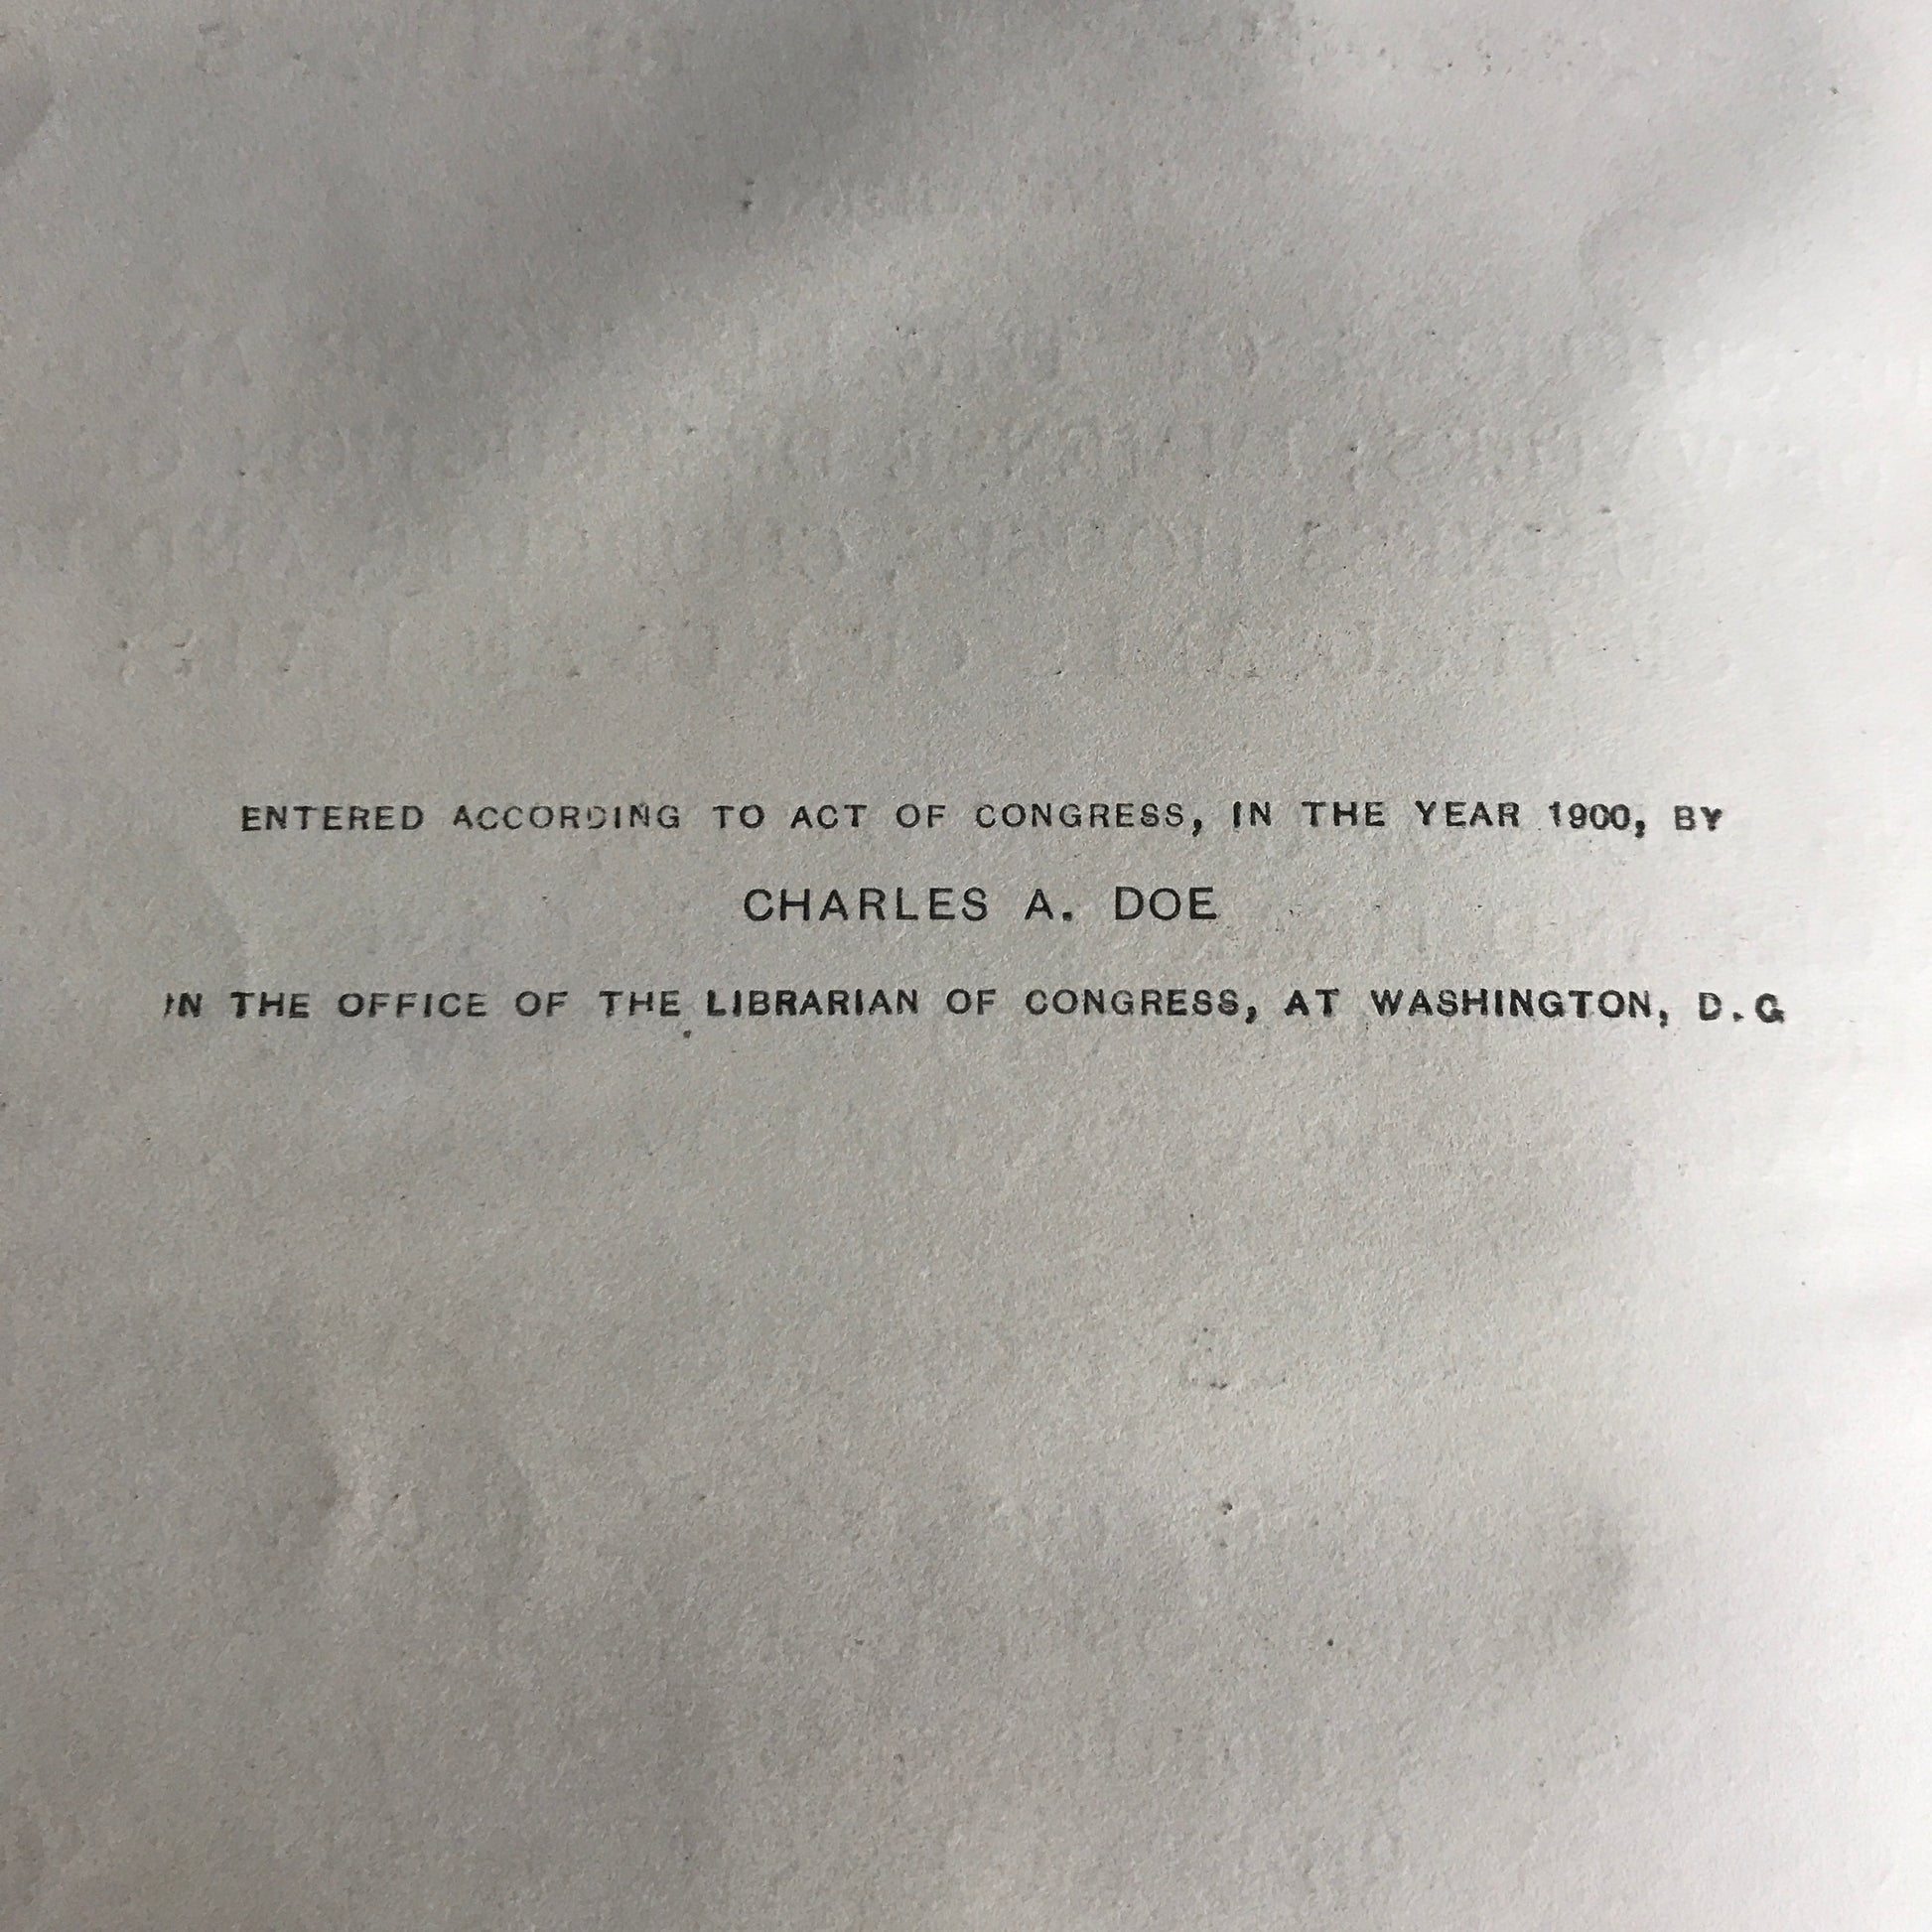 ENTERED ACCORDING TO ACT OF CONGRESS, IN THE YEAR 1900, BY
CHARLES A. DOE
IN THE OFFICE OF THE LIBRARIAN OF CONGRESS, AT WASHINGTON, D.C